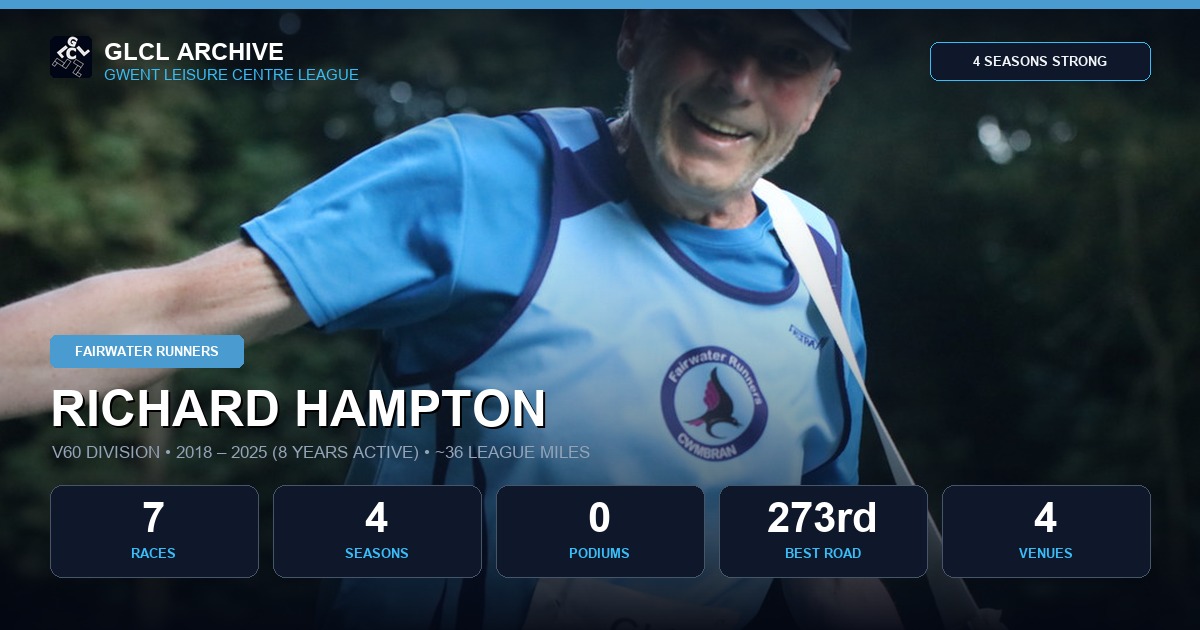 GLCL ARCHIVE
GWENT LEISURE CENTRE LEAGUE
4 SEASONS STRONG
FAIRWATER RUNNERS
Fairwater Runners
CWMBRAN
RICHARD HAMPTON
V60 DIVISION • 2018 – 2025 (8 YEARS ACTIVE) • ~36 LEAGUE MILES
7
RACES
4
SEASONS
0
PODIUMS
273rd
BEST ROAD
4
VENUES